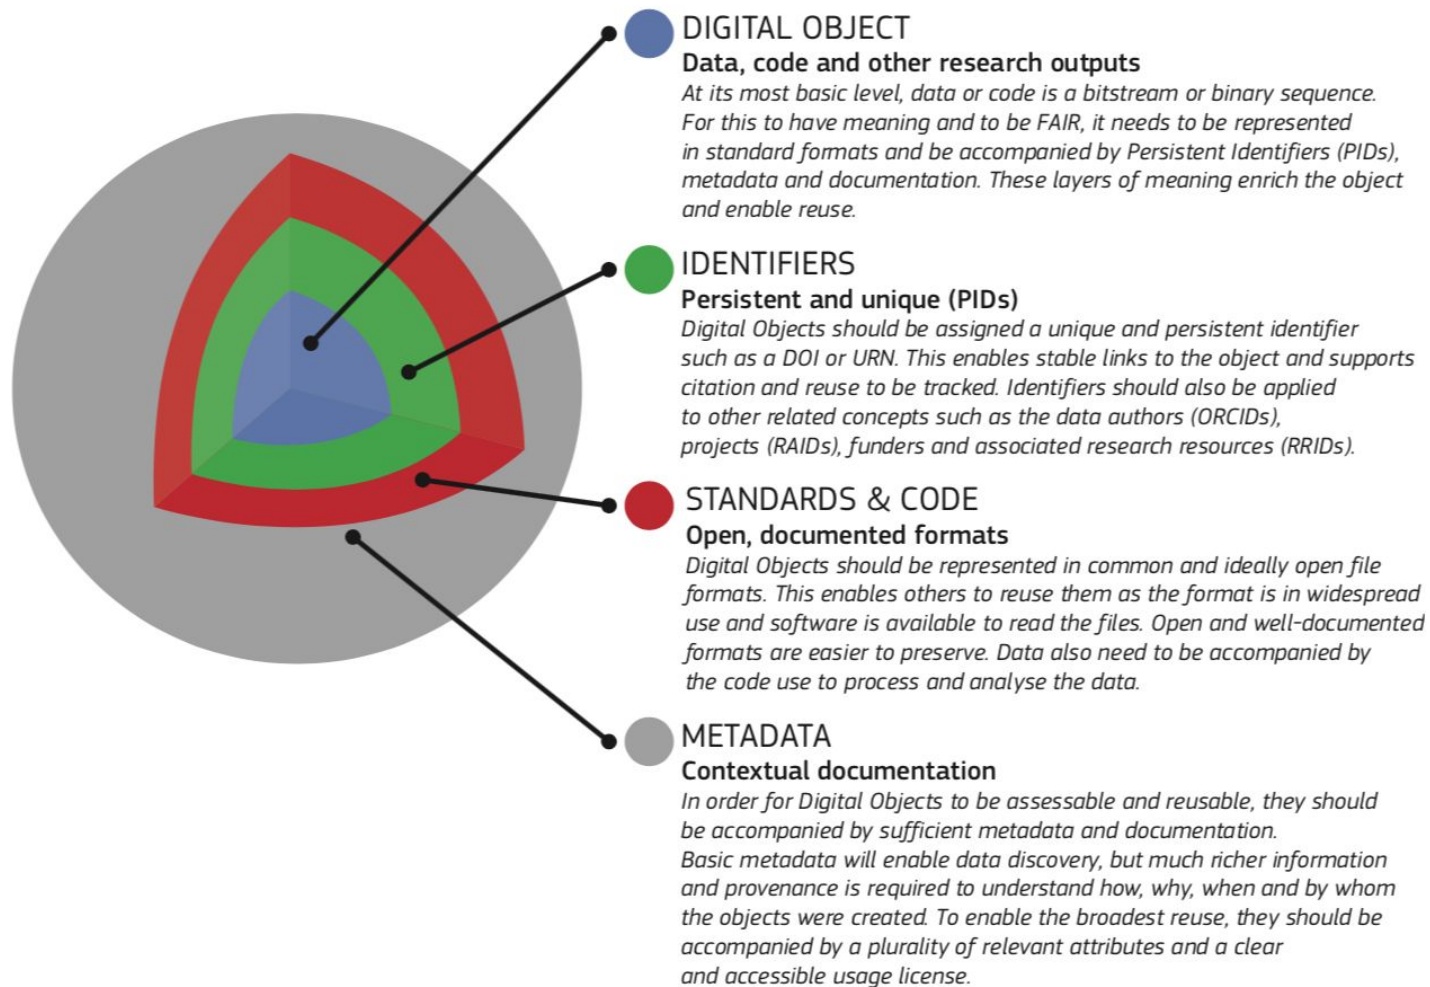 DIGITAL OBJECT
Data, code and other research outputs
At its most basic level, data or code is a bitstream or binary sequence.
For this to have meaning and to be FAIR, it needs to be represented
in standard formats and be accompanied by Persistent Identifiers (PIDs),
metadata and documentation. These layers of meaning enrich the object
and enable reuse.
IDENTIFIERS
Persistent and unique (PIDs)
Digital Objects should be assigned a unique and persistent identifier
such as a DOI or URN. This enables stable links to the object and supports
citation and reuse to be tracked. Identifiers should also be applied
to other related concepts such as the data authors (ORCIDs),
projects (RAIDs), funders and associated research resources (RRIDs).
STANDARDS & CODE
Open, documented formats
Digital Objects should be represented in common and ideally open file
formats. This enables others to reuse them as the format is in widespread
use and software is available to read the files. Open and well-documented
formats are easier to preserve. Data also need to be accompanied by
the code use to process and analyse the data.
METADATA
Contextual documentation
In order for Digital Objects to be assessable and reusable, they should
be accompanied by sufficient metadata and documentation.
Basic metadata will enable data discovery, but much richer information
and provenance is required to understand how, why, when and by whom
the objects were created. To enable the broadest reuse, they should be
accompanied by a plurality of relevant attributes and a clear
and accessible usage license.